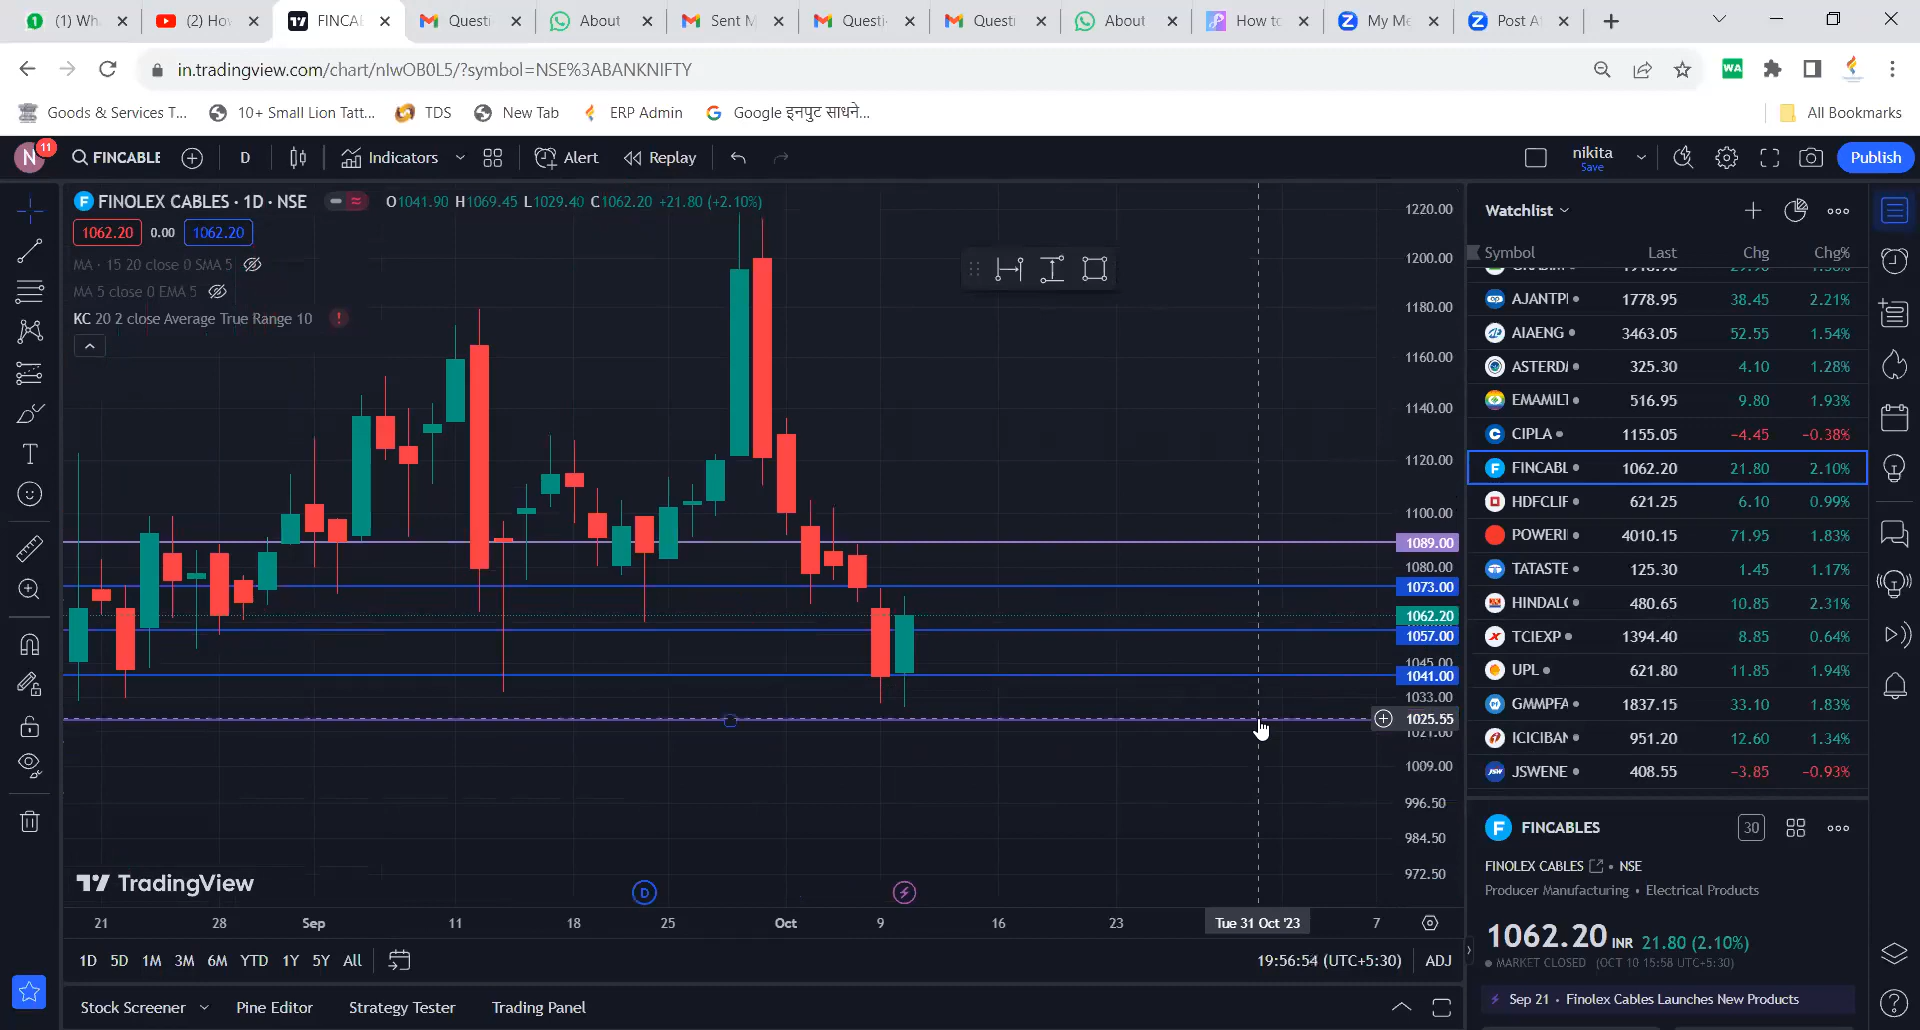 (1) Wh
(2) Hov
FINCAB
Questi
About
Sent M
Questi
Questi
About
How to
My Me
Post A
in.tradingview.com/chart/nIwOB0L5/?symbol=NSE%3ABANKNIFTY
Goods & Services T...
10+ Small Lion Tatt...
TDS
New Tab
ERP Admin
Google इनपुट साधने...
All Bookmarks
N 11 FINCABLE D Indicators Alert Replay nikita Save Publish
FINOLEX CABLES · 1D · NSE O1041.90 H1069.45 L1029.40 C1062.20 +21.80 (+2.10%)
1062.20 0.00 1062.20
MA · 15 20 close 0 SMA 5
MA 5 close 0 EMA 5
KC 20 2 close Average True Range 10
1220.00
1200.00
1180.00
1160.00
1140.00
1120.00
1100.00
1089.00
1080.00
1073.00
1062.20
1057.00
1045.00
1041.00
1033.00
1025.55
1021.00
1009.00
996.50
984.50
972.50
TradingView
D
21 28 Sep 11 18 25 Oct 9 16 23 Tue 31 Oct '23 7
1D 5D 1M 3M 6M YTD 1Y 5Y All 19:56:54 (UTC+5:30) ADJ
Stock Screener Pine Editor Strategy Tester Trading Panel
Watchlist
Symbol Last Chg Chg%
AJANTPI 1778.95 38.45 2.21%
AIAENG 3463.05 52.55 1.54%
ASTERD 325.30 4.10 1.28%
EMAMILT 516.95 9.80 1.93%
CIPLA 1155.05 −4.45 −0.38%
FINCABL 1062.20 21.80 2.10%
HDFCLIF 621.25 6.10 0.99%
POWERI 4010.15 71.95 1.83%
TATASTE 125.30 1.45 1.17%
HINDALC 480.65 10.85 2.31%
TCIEXP 1394.40 8.85 0.64%
UPL 621.80 11.85 1.94%
GMMPFA 1837.15 33.10 1.83%
ICICIBAN 951.20 12.60 1.34%
JSWENE 408.55 −3.85 −0.93%
FINCABLES 30
FINOLEX CABLES • NSE
Producer Manufacturing • Electrical Products
1062.20 INR 21.80 (2.10%)
MARKET CLOSED (OCT 10 15:58 UTC+5:30)
Sep 21 · Finolex Cables Launches New Products